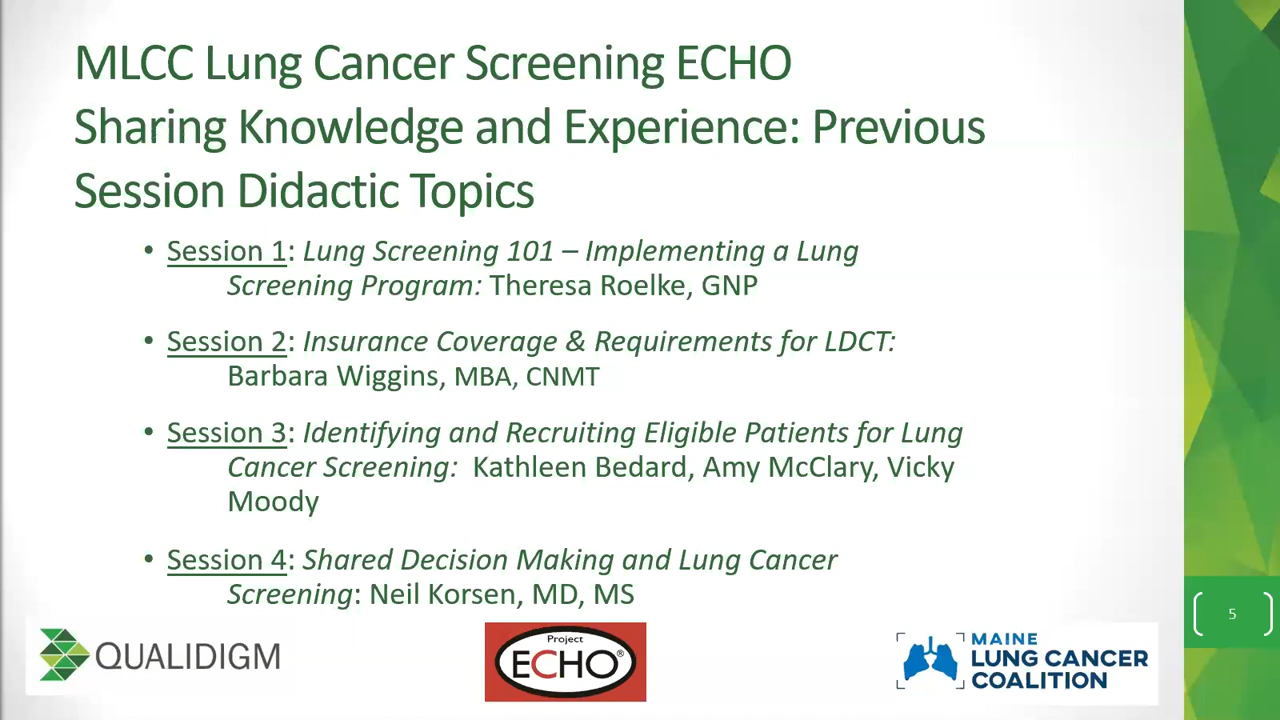 MLCC Lung Cancer Screening ECHO
Sharing Knowledge and Experience: Previous
Session Didactic Topics
• Session 1: Lung Screening 101 – Implementing a Lung
Screening Program: Theresa Roelke, GNP
• Session 2: Insurance Coverage & Requirements for LDCT:
Barbara Wiggins, MBA, CNMT
• Session 3: Identifying and Recruiting Eligible Patients for Lung
Cancer Screening: Kathleen Bedard, Amy McClary, Vicky
Moody
• Session 4: Shared Decision Making and Lung Cancer
Screening: Neil Korsen, MD, MS
5
QUALIDIGM
Project
ECHO®
MAINE
LUNG CANCER
COALITION